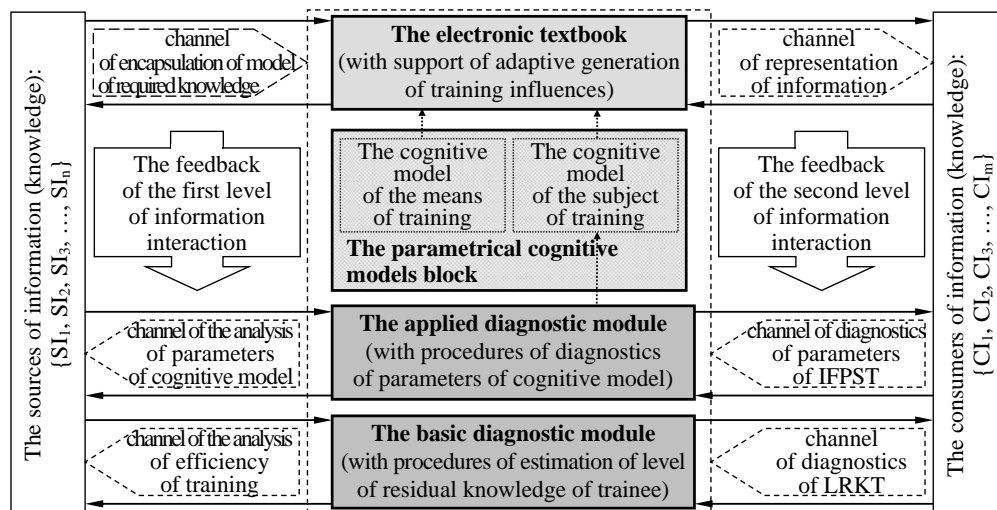 The sources of information (knowledge):
{SI1, SI2, SI3, …, SIn}
channel
of encapsulation of model
of required knowledge
The electronic textbook
(with support of adaptive generation
of training influences)
channel
of representation
of information
The feedback
of the first level
of information
interaction
The cognitive
model
of the means
of training
The cognitive
model
of the subject
of training
The parametrical cognitive
models block
The feedback
of the second level
of information
interaction
channel of the analysis
of parameters
of cognitive model
The applied diagnostic module
(with procedures of diagnostics
of parameters of cognitive model)
channel of diagnostics
of parameters
of IFPST
channel of the analysis
of efficiency
of training
The basic diagnostic module
(with procedures of estimation of level
of residual knowledge of trainee)
channel
of diagnostics
of LRKT
The consumers of information (knowledge):
{CI1, CI2, CI3, …, CIm}